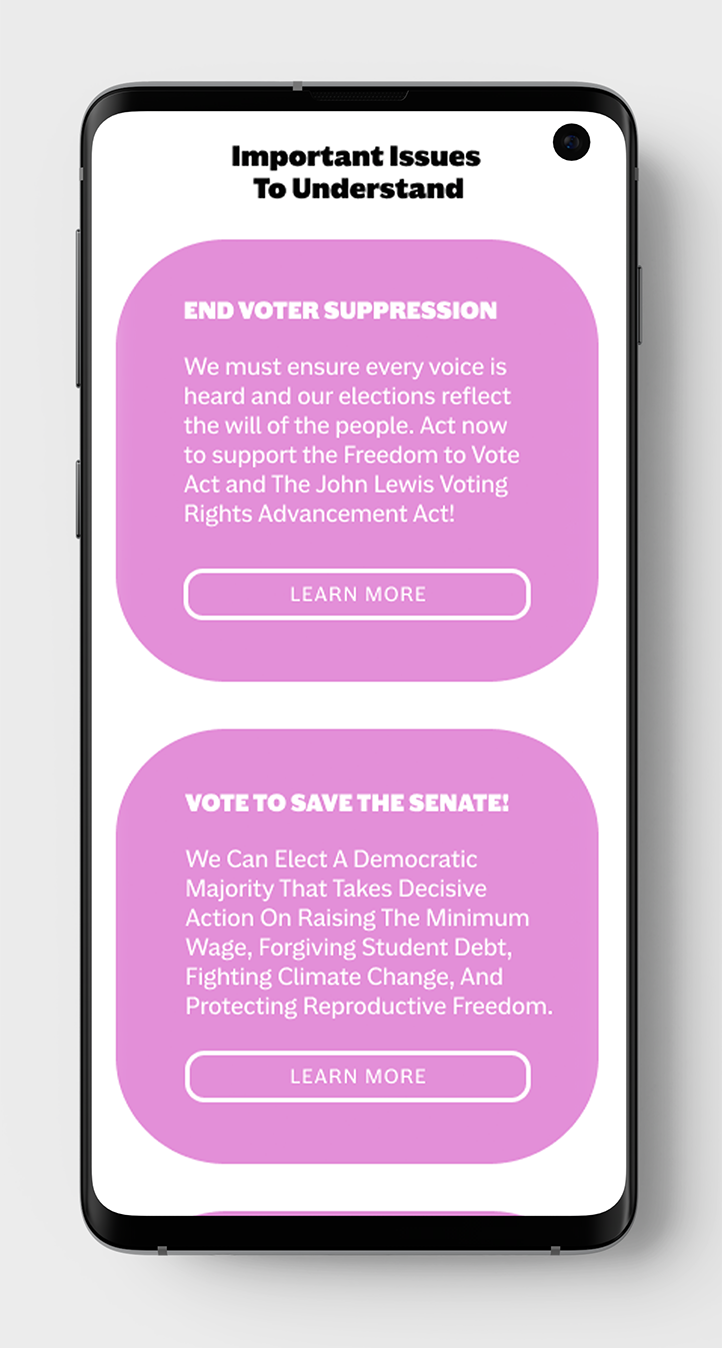 Important Issues
To Understand
END VOTER SUPPRESSION
We must ensure every voice is
heard and our elections reflect
the will of the people. Act now
to support the Freedom to Vote
Act and The John Lewis Voting
Rights Advancement Act!
LEARN MORE
VOTE TO SAVE THE SENATE!
We Can Elect A Democratic
Majority That Takes Decisive
Action On Raising The Minimum
Wage, Forgiving Student Debt,
Fighting Climate Change, And
Protecting Reproductive Freedom.
LEARN MORE